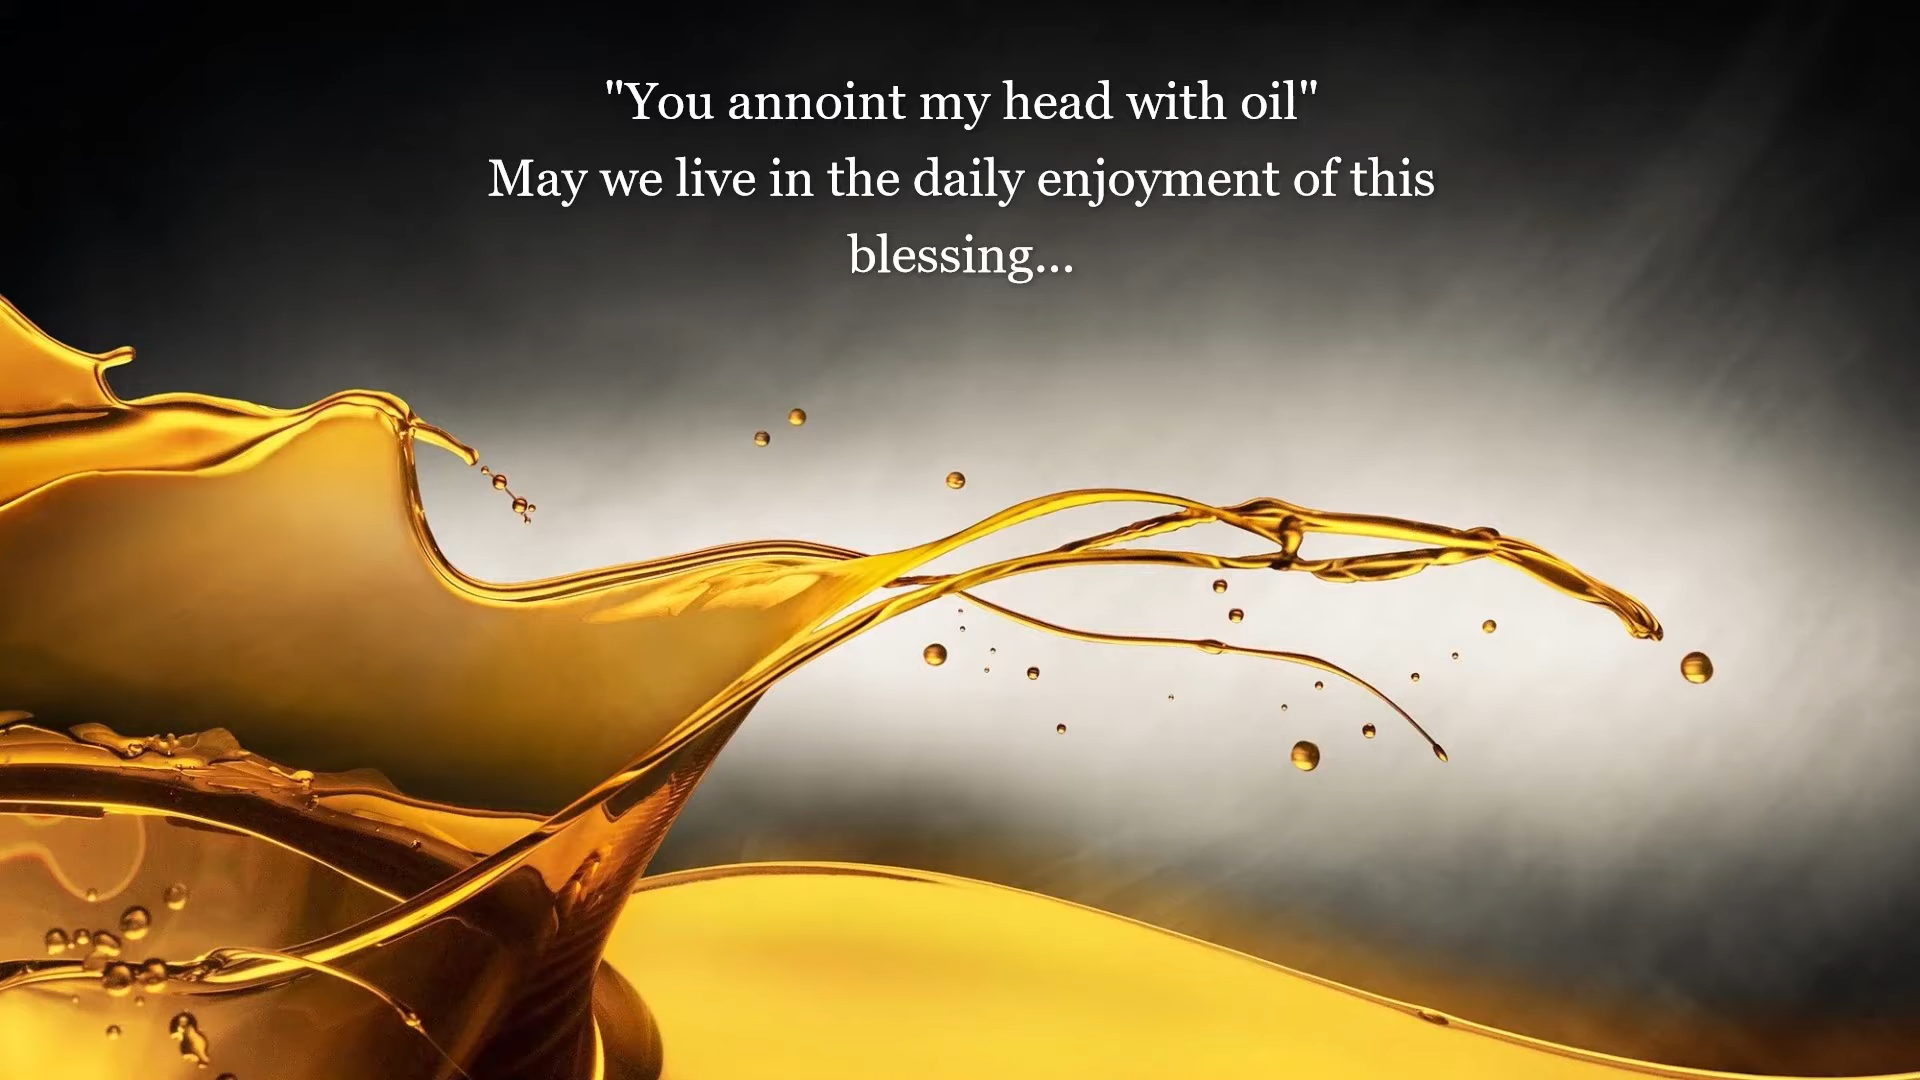 "You annoint my head with oil"
May we live in the daily enjoyment of this
blessing...